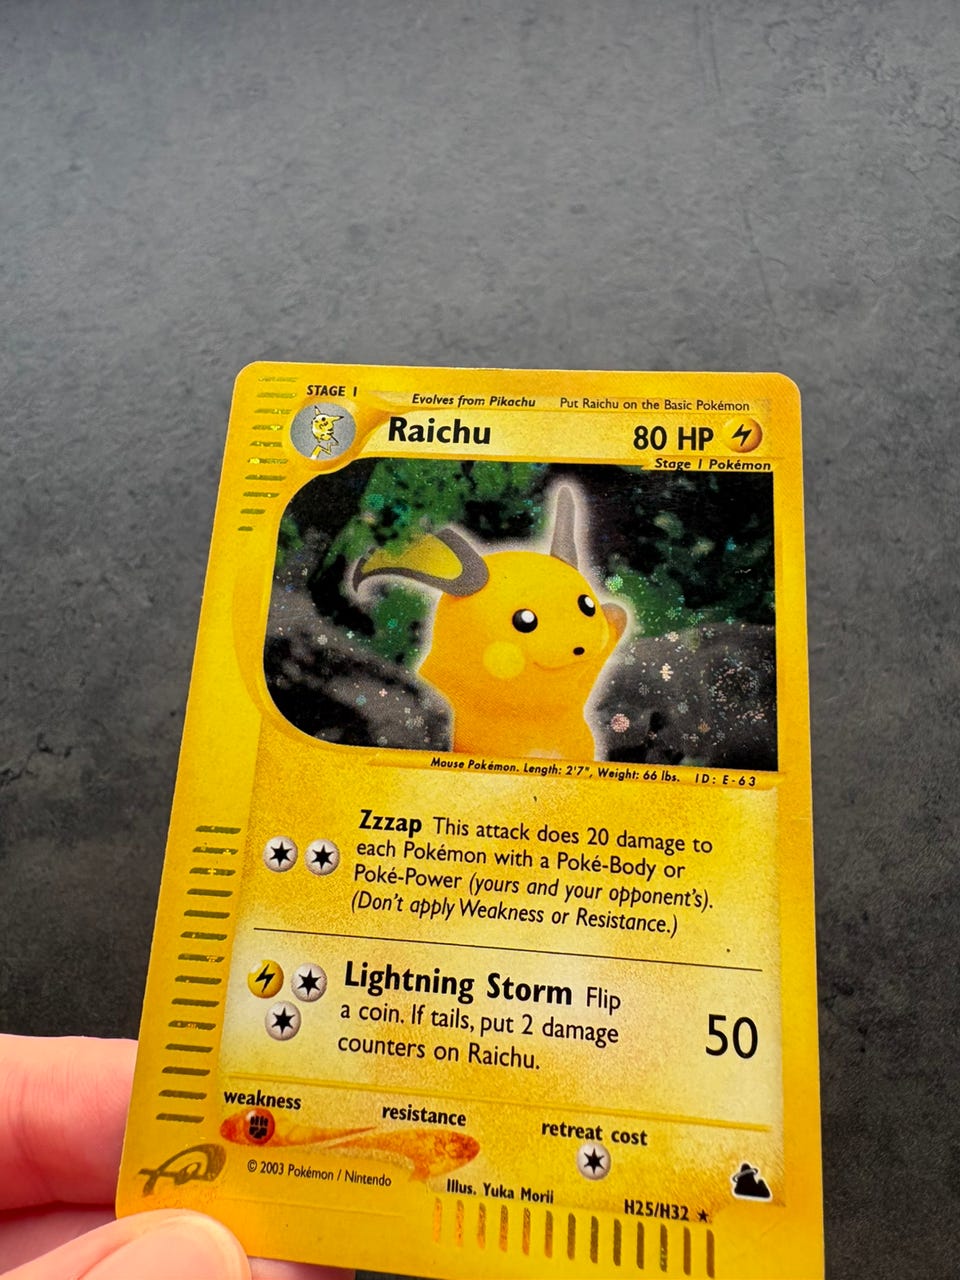 STAGE 1
Evolves from Pikachu Put Raichu on the Basic Pokémon
Raichu 80 HP
Stage 1 Pokémon
Mouse Pokémon. Length: 2'7", Weight: 66 lbs. ID: E-63
Zzzap This attack does 20 damage to
each Pokémon with a Poké-Body or
Poké-Power (yours and your opponent's).
(Don't apply Weakness or Resistance.)
Lightning Storm Flip
a coin. If tails, put 2 damage
counters on Raichu.
50
weakness
resistance
retreat cost
© 2003 Pokémon / Nintendo
Illus. Yuka Morii
H25/H32 ★